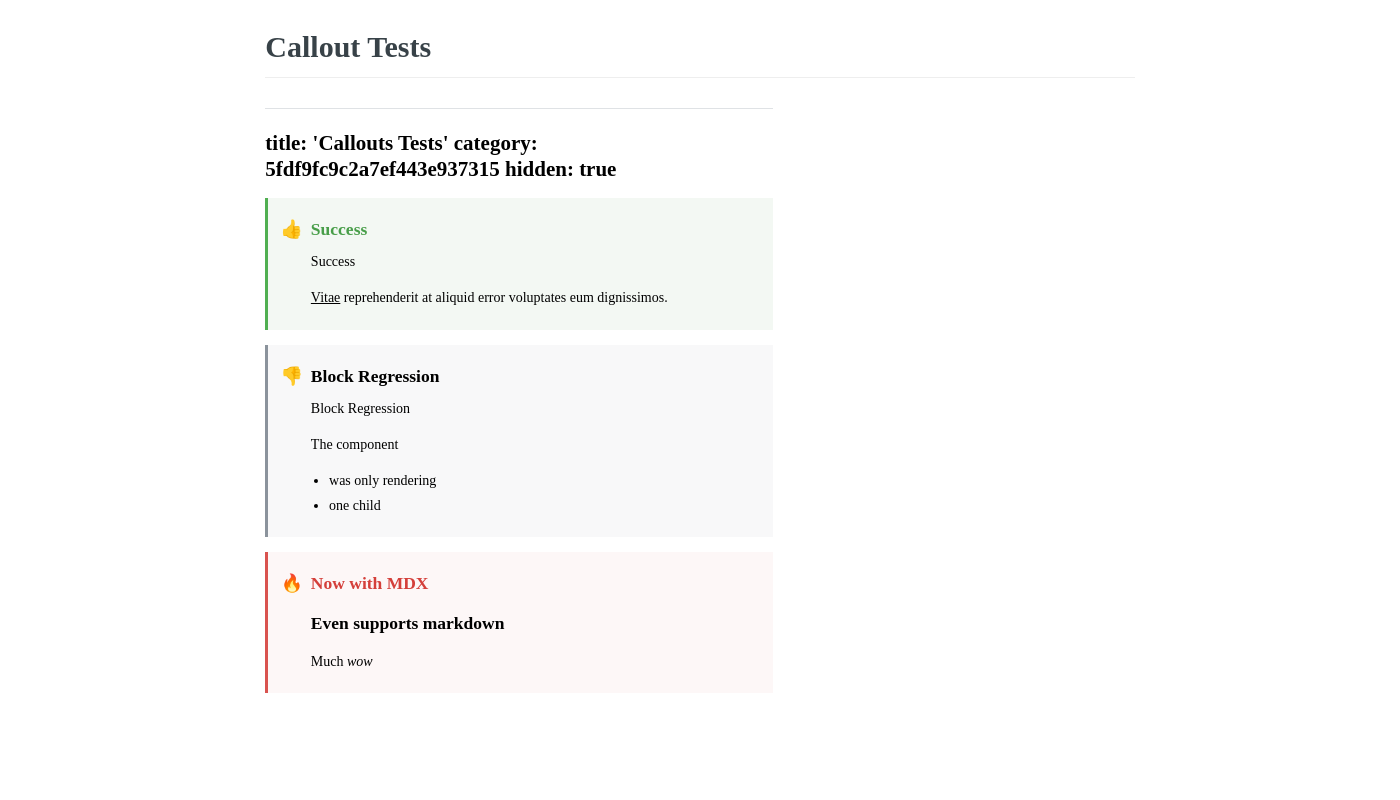 Callout Tests
title: 'Callouts Tests' category:
5fdf9fc9c2a7ef443e937315 hidden: true
👍 Success
Success
Vitae reprehenderit at aliquid error voluptates eum dignissimos.
👎 Block Regression
Block Regression
The component
• was only rendering
• one child
🔥 Now with MDX
Even supports markdown
Much wow